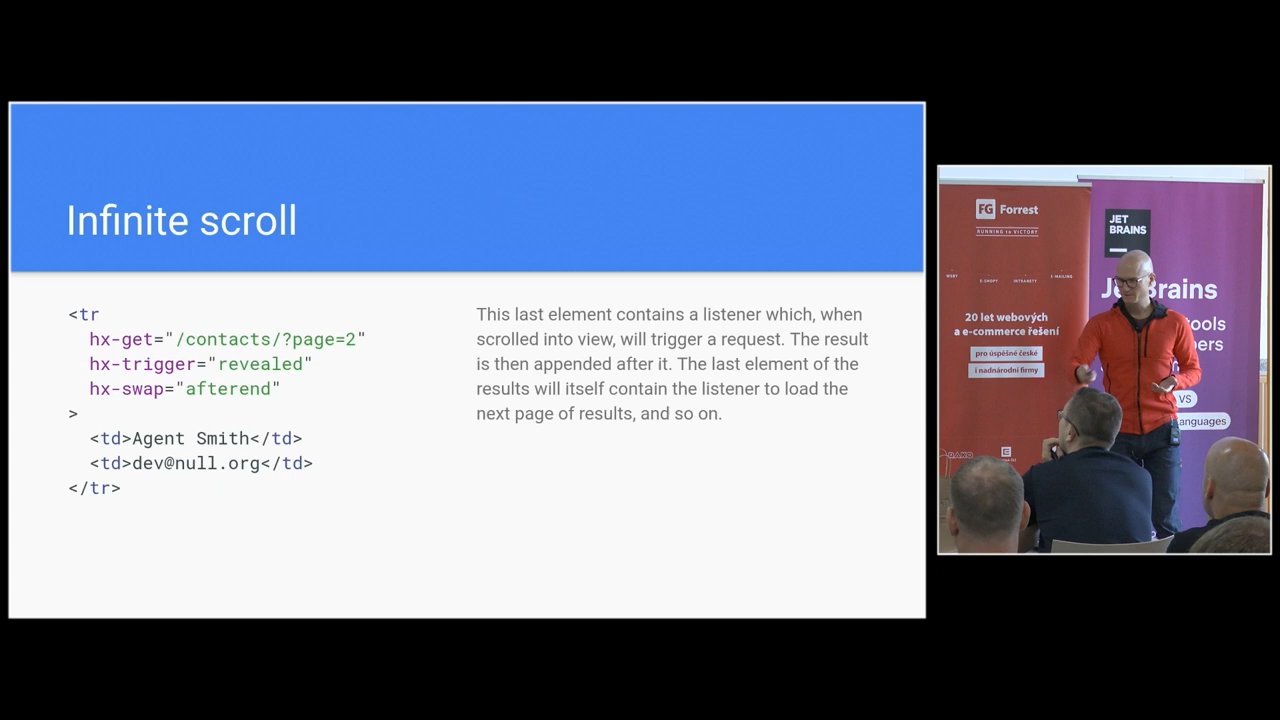 Infinite scroll
<tr
hx-get="/contacts/?page=2"
hx-trigger="revealed"
hx-swap="afterend"
>
<td>Agent Smith</td>
<td>dev@null.org</td>
</tr>
This last element contains a listener which, when
scrolled into view, will trigger a request. The result
is then appended after it. The last element of the
results will itself contain the listener to load the
next page of results, and so on.
FG Forrest
RUNNING to VICTORY
WEBY
E-SHOPY
INTRANETY
E-MAILING
20 let webových
a e-commerce řešení
pro úspěšné české
i nadnárodní firmy
JET
BRAINS
VS
anguages